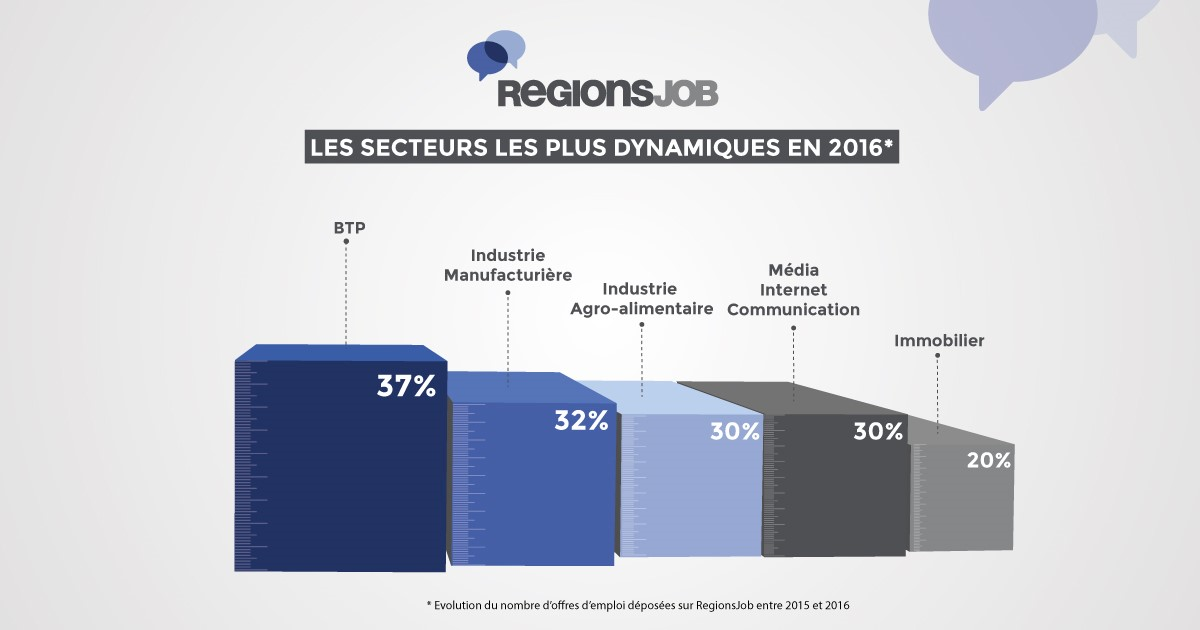 REGIONSJOB
LES SECTEURS LES PLUS DYNAMIQUES EN 2016*
BTP
Industrie
Manufacturière
Industrie
Agro-alimentaire
Média
Internet
Communication
Immobilier
37%
32%
30%
30%
20%
* Evolution du nombre d'offres d'emploi déposées sur RegionsJob entre 2015 et 2016